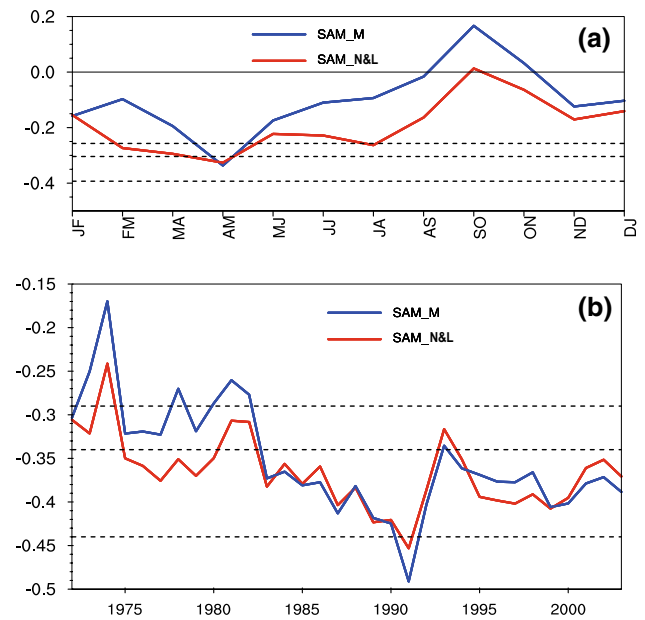 0.2
0.0
-0.2
-0.4
SAM_M
SAM_N&L
(a)
JF FM MA AM MJ JJ JA AS SO ON ND DJ
-0.15
-0.2
-0.25
-0.3
-0.35
-0.4
-0.45
-0.5
SAM_M
SAM_N&L
(b)
1975 1980 1985 1990 1995 2000